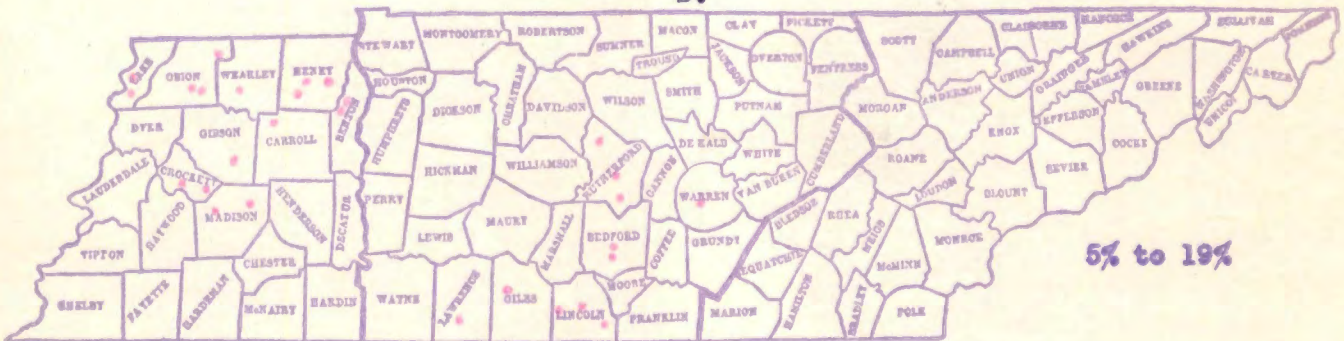 B.
STEWART MONTGOMERY ROBERTSON SUMNER MACON CLAY PICKETT SCOTT CAMPBELL CLAIBORNE HANCOCK HAWKINS SULLIVAN JOHNSON
LAKE OBION WEAKLEY HENRY HOUSTON CHEATHAM TROUSD JACKSON OVERTON FENTRESS UNION GRAINGER HAMBLEN GREENE WASHINGTON CARTER
DYER GIBSON CARROLL BENTON HUMPHREYS DICKSON DAVIDSON WILSON SMITH PUTNAM MORGAN ANDERSON KNOX JEFFERSON COCKE UNICOI
LAUDERDALE CROCKETT HICKMAN WILLIAMSON RUTHERFORD CANNON DE KALB WHITE CUMBERLAND ROANE LOUDON BLOUNT SEVIER
TIPTON HAYWOOD MADISON HENDERSON DECATUR PERRY LEWIS MAURY MARSHALL BEDFORD COFFEE WARREN VAN BUREN BLEDSOE RHEA MEIGS McMINN MONROE
CHESTER MOORE GRUNDY SEQUATCHIE
5% to 19%
SHELBY FAYETTE HARDEMAN McNAIRY HARDIN WAYNE LAWRENCE GILES LINCOLN FRANKLIN MARION HAMILTON BRADLEY POLK